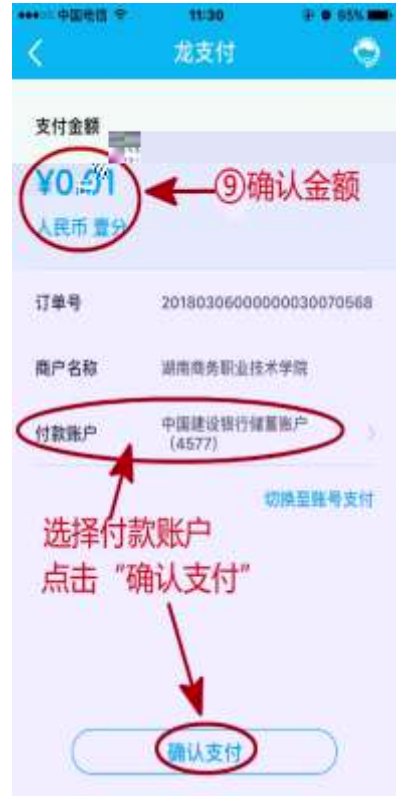 中国电信 11:30 65%
龙支付
支付金额
¥0.01
⑨确认金额
人民币 壹分
订单号 20180306000000030070568
商户名称 湖南商务职业技术学院
付款账户 中国建设银行储蓄账户
（4577）
切换至账号支付
选择付款账户
点击“确认支付”
确认支付